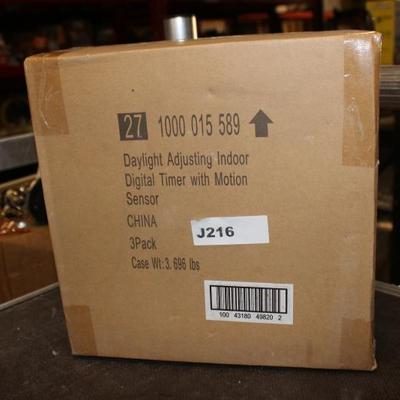 27 1000 015 589
Daylight Adjusting Indoor
Digital Timer with Motion
Sensor
CHINA
J216
3Pack
Case Wt:3.696 lbs
100 43180 49820 2